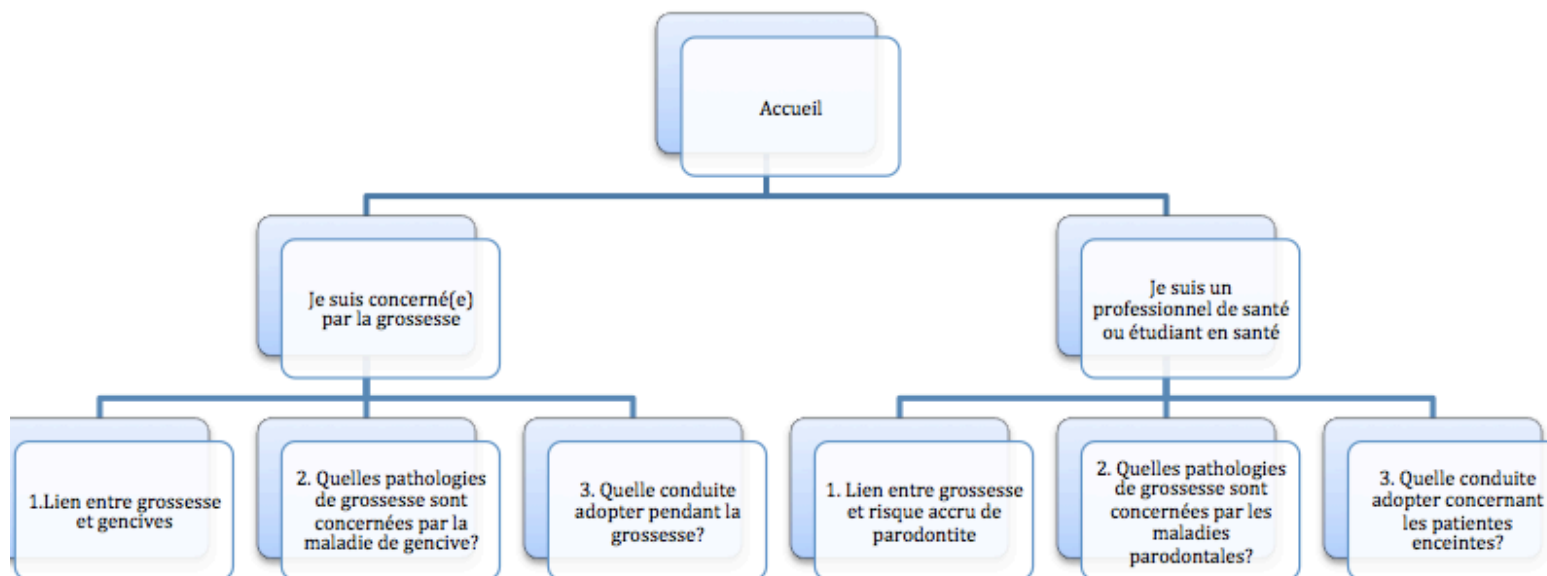 Accueil
Je suis concerné(e)
par la grossesse
Je suis un
professionnel de santé
ou étudiant en santé
1.Lien entre grossesse
et gencives
2. Quelles pathologies
de grossesse sont
concernées par la
maladie de gencive?
3. Quelle conduite
adopter pendant la
grossesse?
1. Lien entre grossesse
et risque accru de
parodontite
2. Quelles pathologies
de grossesse sont
concernées par les
maladies
parodontales?
3. Quelle conduite
adopter concernant
les patientes
enceintes?